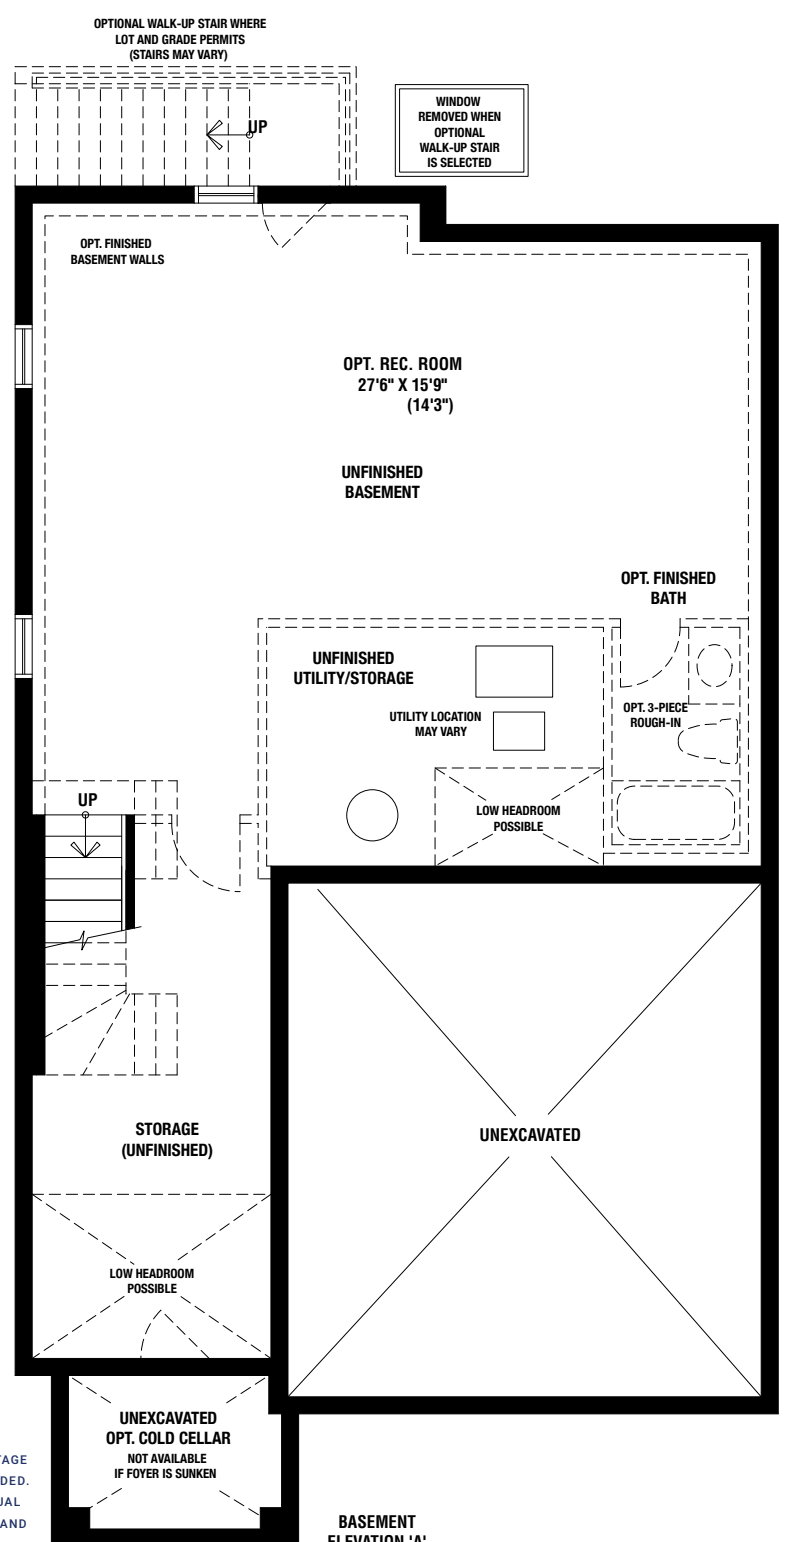 OPTIONAL WALK-UP STAIR WHERE
LOT AND GRADE PERMITS
(STAIRS MAY VARY)
UP
WINDOW
REMOVED WHEN
OPTIONAL
WALK-UP STAIR
IS SELECTED
OPT. FINISHED
BASEMENT WALLS
OPT. REC. ROOM
27'6" X 15'9"
(14'3")
UNFINISHED
BASEMENT
OPT. FINISHED
BATH
UNFINISHED
UTILITY/STORAGE
UTILITY LOCATION
MAY VARY
OPT. 3-PIECE
ROUGH-IN
UP
LOW HEADROOM
POSSIBLE
STORAGE
(UNFINISHED)
UNEXCAVATED
LOW HEADROOM
POSSIBLE
UNEXCAVATED
OPT. COLD CELLAR
NOT AVAILABLE
IF FOYER IS SUNKEN
AND
BASEMENT
ELEVATION 'A'